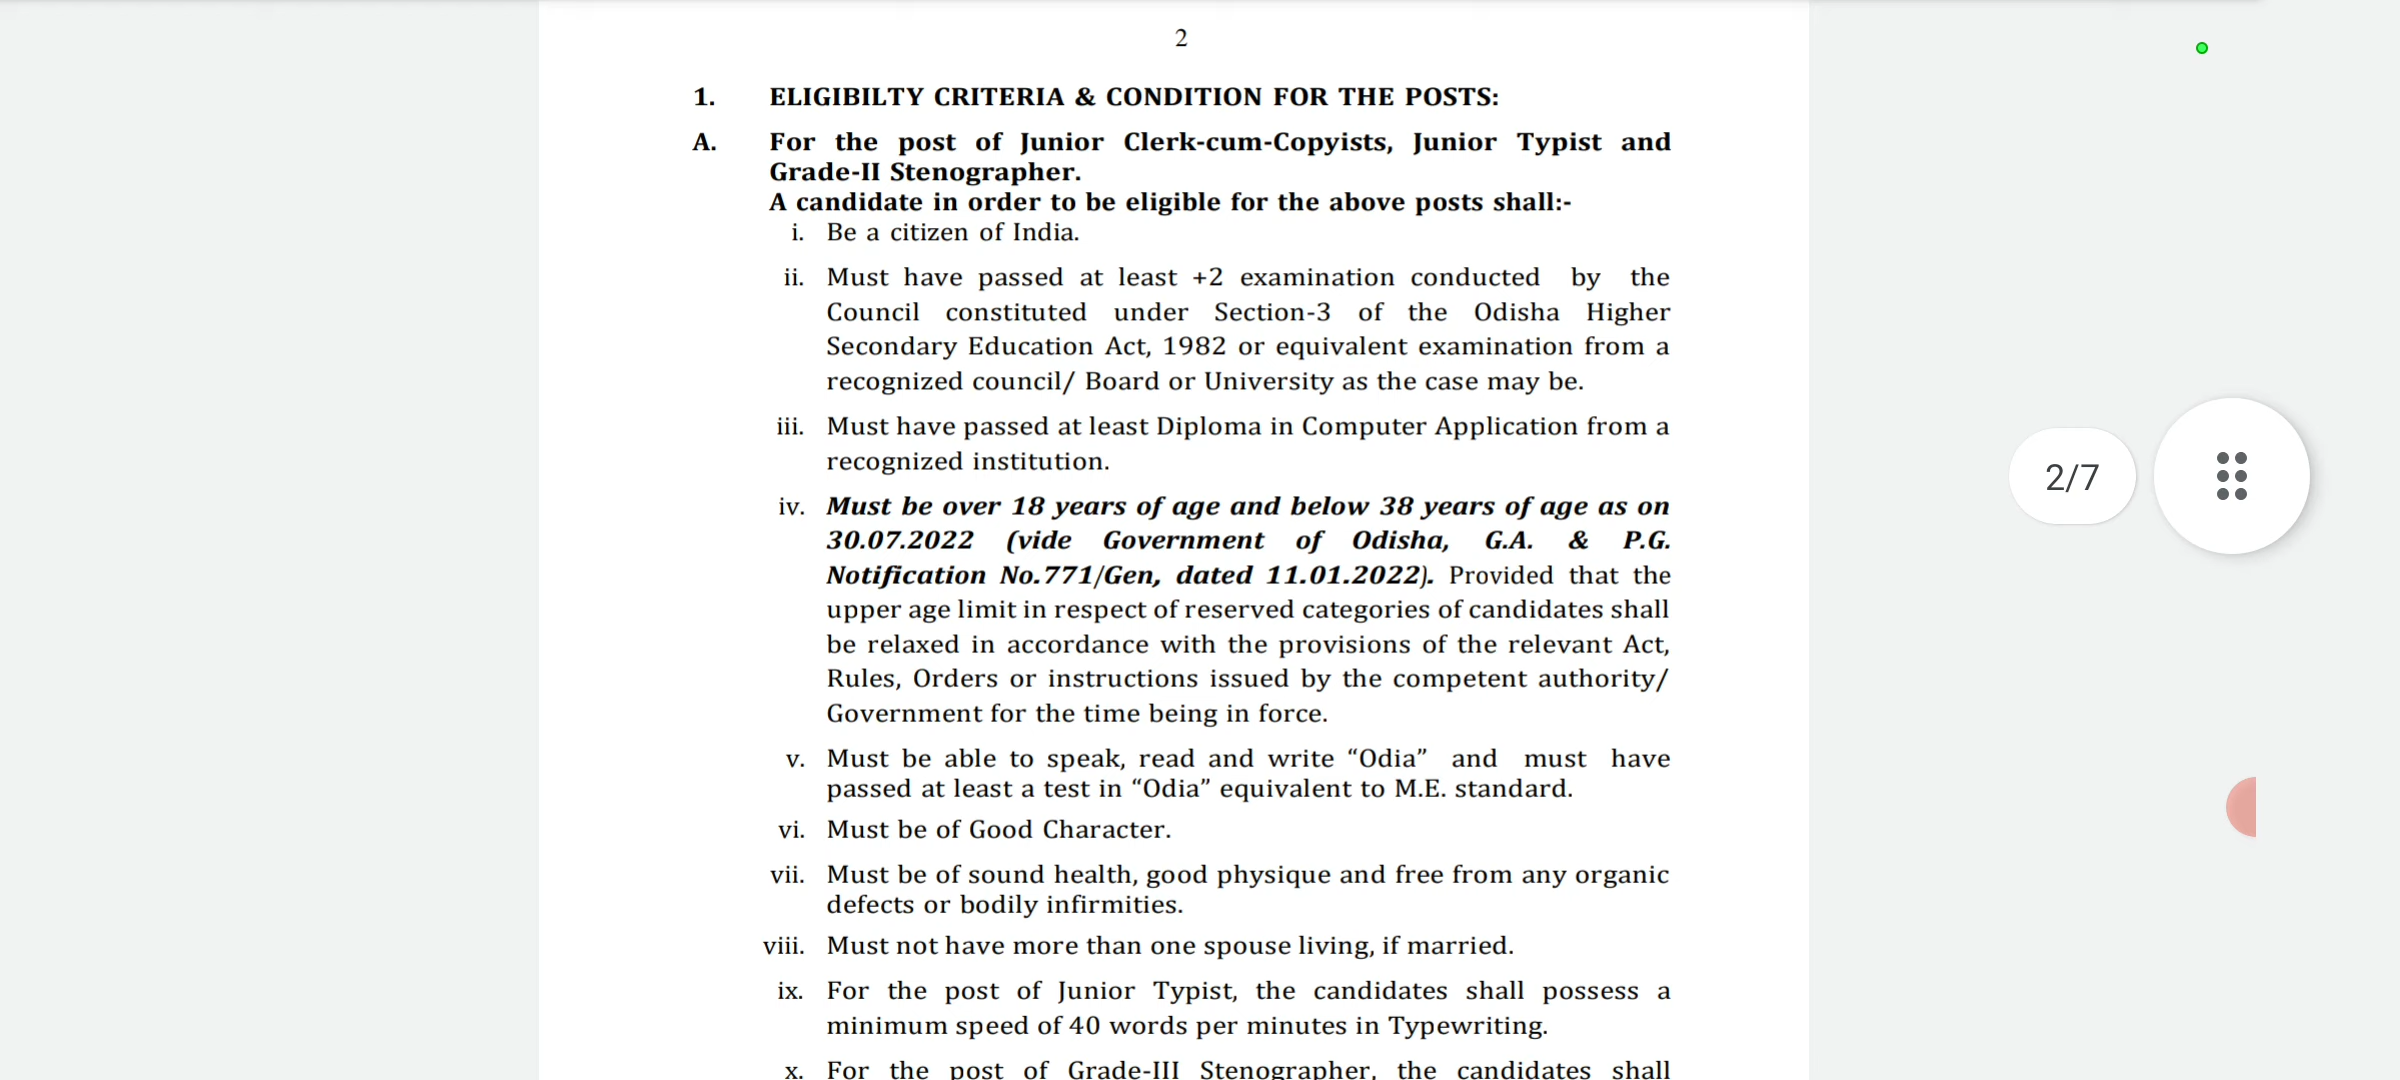 2
1. ELIGIBILTY CRITERIA & CONDITION FOR THE POSTS:
A. For the post of Junior Clerk-cum-Copyists, Junior Typist and
Grade-II Stenographer.
A candidate in order to be eligible for the above posts shall:-
i. Be a citizen of India.
ii. Must have passed at least +2 examination conducted by the
Council constituted under Section-3 of the Odisha Higher
Secondary Education Act, 1982 or equivalent examination from a
recognized council/ Board or University as the case may be.
iii. Must have passed at least Diploma in Computer Application from a
recognized institution.
iv. Must be over 18 years of age and below 38 years of age as on
30.07.2022 (vide Government of Odisha, G.A. & P.G.
Notification No.771/Gen, dated 11.01.2022). Provided that the
upper age limit in respect of reserved categories of candidates shall
be relaxed in accordance with the provisions of the relevant Act,
Rules, Orders or instructions issued by the competent authority/
Government for the time being in force.
v. Must be able to speak, read and write “Odia” and must have
passed at least a test in “Odia” equivalent to M.E. standard.
vi. Must be of Good Character.
vii. Must be of sound health, good physique and free from any organic
defects or bodily infirmities.
viii. Must not have more than one spouse living, if married.
ix. For the post of Junior Typist, the candidates shall possess a
minimum speed of 40 words per minutes in Typewriting.
x. For the post of Grade-III Stenographer, the candidates shall
2/7